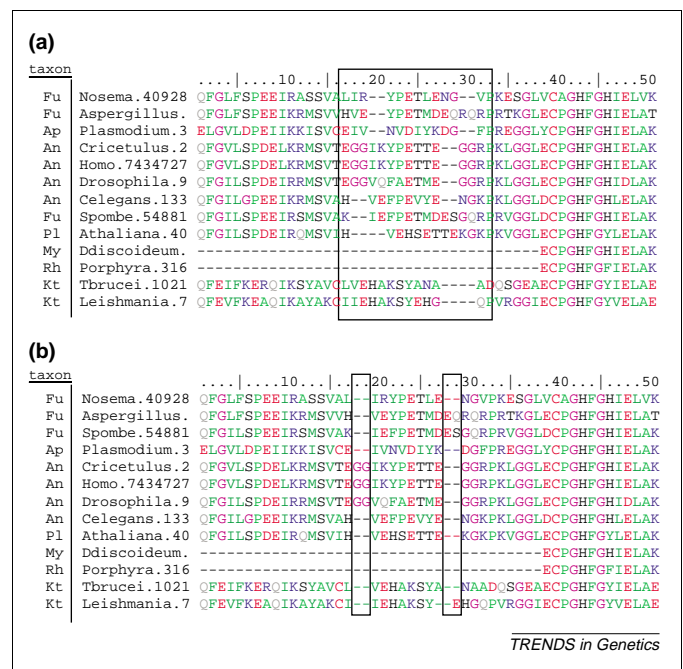 (a)
taxon
....|....10...|....20...|....30...|....40...|....50
Fu Nosema.40928 QFGLFSPEEIRASSVALIR--YPETLENG--VPKESGLVCAGHFGHIELVK
Fu Aspergillus. QFGVLSPEEIKRMSVVHVE--YPETMDEQRQRPRTKGLECPGHFGHIELAT
Ap Plasmodium.3 ELGVLDPEIIKKISVCEIV--NVDIYKDG--FPREGGLYCPGHFGHIELAK
An Cricetulus.2 QFGVLSPDELKRMSVTEGGIKYPETTE--GGRPKLGGLECPGHFGHIELAK
An Homo.7434727 QFGVLSPDELKRMSVTEGGIKYPETTE--GGRPKLGGLECPGHFGHIELAK
An Drosophila.9 QFGILSPDEIRRMSVTEGGVQFAETME--GGRPKLGGLECPGHFGHIDLAK
An Celegans.133 QFGILGPEEIKRMSVAH--VEFPEVYE--NGKPKLGGLDCPGHFGHLELAK
Fu Spombe.54881 QFGILSPEEIRSMSVAK--IEFPETMDESGQRPRVGGLDCPGHFGHIELAK
Pl Athaliana.40 QFGILSPDEIRQMSVIH----VEHSETTEKGKPKVGGLECPGHFGYLELAK
My Ddiscoideum. --------------------------------------ECPGHFGHIELAK
Rh Porphyra.316 --------------------------------------ECPGHFGFIELAK
Kt Tbrucei.1021 QFEIFKERQIKSYAVCLVEHAKSYANA----ADQSGEAECPGHFGYIELAE
Kt Leishmania.7 QFEVFKEAQIKAYAKCIIEHAKSYEHG----QPVRGGIECPGHFGYVELAE
(b)
taxon
....|....10...|....20...|....30...|....40...|....50
Fu Nosema.40928 QFGLFSPEEIRASSVAL--IRYPETLE--NGVPKESGLVCAGHFGHIELVK
Fu Aspergillus. QFGVLSPEEIKRMSVVH--VEYPETMDEQRQRPRTKGLECPGHFGHIELAT
Fu Spombe.54881 QFGILSPEEIRSMSVAK--IEFPETMDESGQRPRVGGLDCPGHFGHIELAK
Ap Plasmodium.3 ELGVLDPEIIKKISVCE--IVNVDIYK--DGFPREGGLYCPGHFGHIELAK
An Cricetulus.2 QFGVLSPDELKRMSVTEGGIKYPETTE--GGRPKLGGLECPGHFGHIELAK
An Homo.7434727 QFGVLSPDELKRMSVTEGGIKYPETTE--GGRPKLGGLECPGHFGHIELAK
An Drosophila.9 QFGILSPDEIRRMSVTEGGVQFAETME--GGRPKLGGLECPGHFGHIDLAK
An Celegans.133 QFGILGPEEIKRMSVAH--VEFPEVYE--NGKPKLGGLDCPGHFGHLELAK
Pl Athaliana.40 QFGILSPDEIRQMSVIH--VEHSETTE--KGKPKVGGLECPGHFGYLELAK
My Ddiscoideum. --------------------------------------ECPGHFGHIELAK
Rh Porphyra.316 --------------------------------------ECPGHFGFIELAK
Kt Tbrucei.1021 QFEIFKERQIKSYAVCL--VEHAKSYA--NAADQSGEAECPGHFGYIELAE
Kt Leishmania.7 QFEVFKEAQIKAYAKCI--IEHAKSY--EHGQPVRGGIECPGHFGYVELAE
TRENDS in Genetics